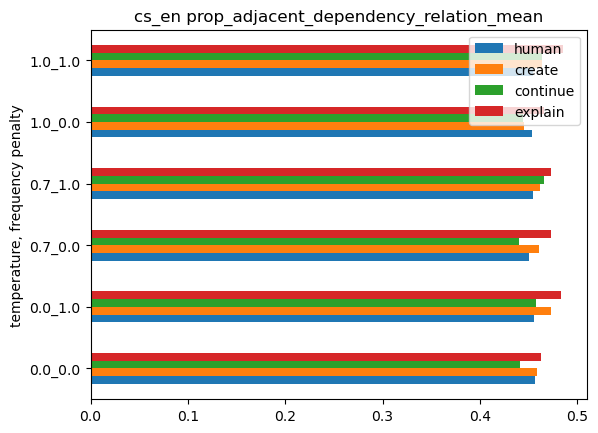 cs_en prop_adjacent_dependency_relation_mean
temperature, frequency penalty
1.0_1.0
1.0_0.0
0.7_1.0
0.7_0.0
0.0_1.0
0.0_0.0
human
create
continue
explain
0.0
0.1
0.2
0.3
0.4
0.5